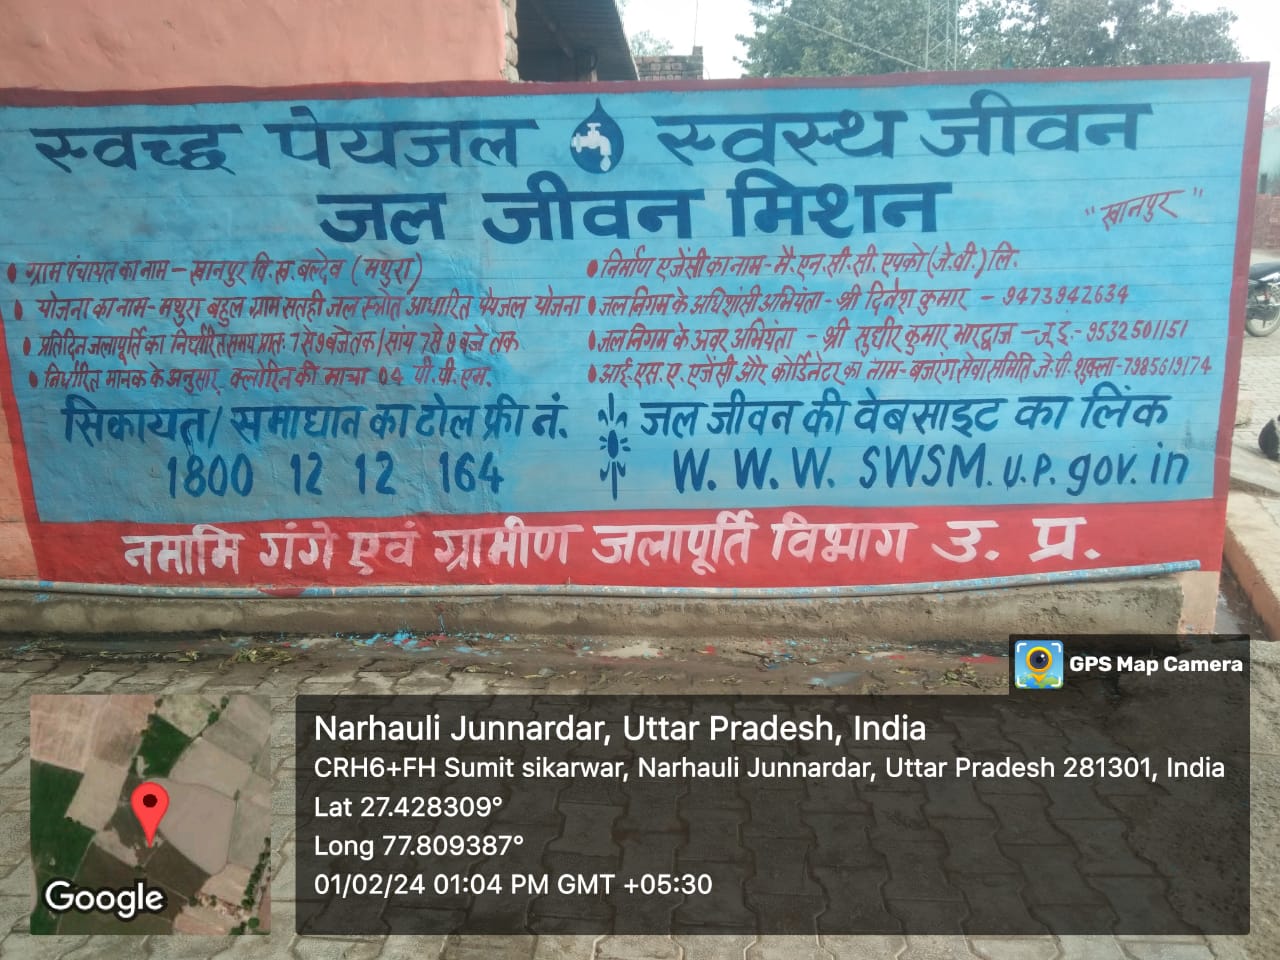 स्वच्छ पेयजल स्वस्थ जीवन
जल जीवन मिशन
"खानपुर"
• ग्राम पंचायत का नाम - खानपुर वि.ख. बल्देव (मथुरा)
• योजना का नाम - मथुरा बहुल ग्राम सतही जल स्त्रोत आधारित पेयजल योजना
• प्रतिदिन जलापूर्ति का निर्धारित समय प्रातः 7 से 9 बजे तक / सांय 7 से 9 बजे तक
• निर्धारित मानक के अनुसार, क्लोरिन की मात्रा 04 पी.पी.एम.
• निर्माण एजेंसी का नाम - मै. एन.सी.सी. एपको (जे.वी.) लि.
• जल निगम के अधिशांसी अभियंता - श्री दिनेश कुमार - 9473942634
• जल निगम के अवर अभियंता - श्री सुधीर कुमार भारद्वाज - जू.इं. - 9532501151
• आई.एस.ए. एजेंसी और कोर्डिनेटर का नाम - बजरंग सेवा समिति जे.पी. शुक्ला - 7985619174
सिकायत / समाधान का टोल फ्री नं.
1800 12 12 164
जल जीवन की वेबसाइट का लिंक
W. W. W. SWSM. U.P. gov. in
नमामि गंगे एवं ग्रामीण जलापूर्ति विभाग उ. प्र.
GPS Map Camera
Narhauli Junnardar, Uttar Pradesh, India
CRH6+FH Sumit sikarwar, Narhauli Junnardar, Uttar Pradesh 281301, India
Lat 27.428309°
Long 77.809387°
01/02/24 01:04 PM GMT +05:30
Google